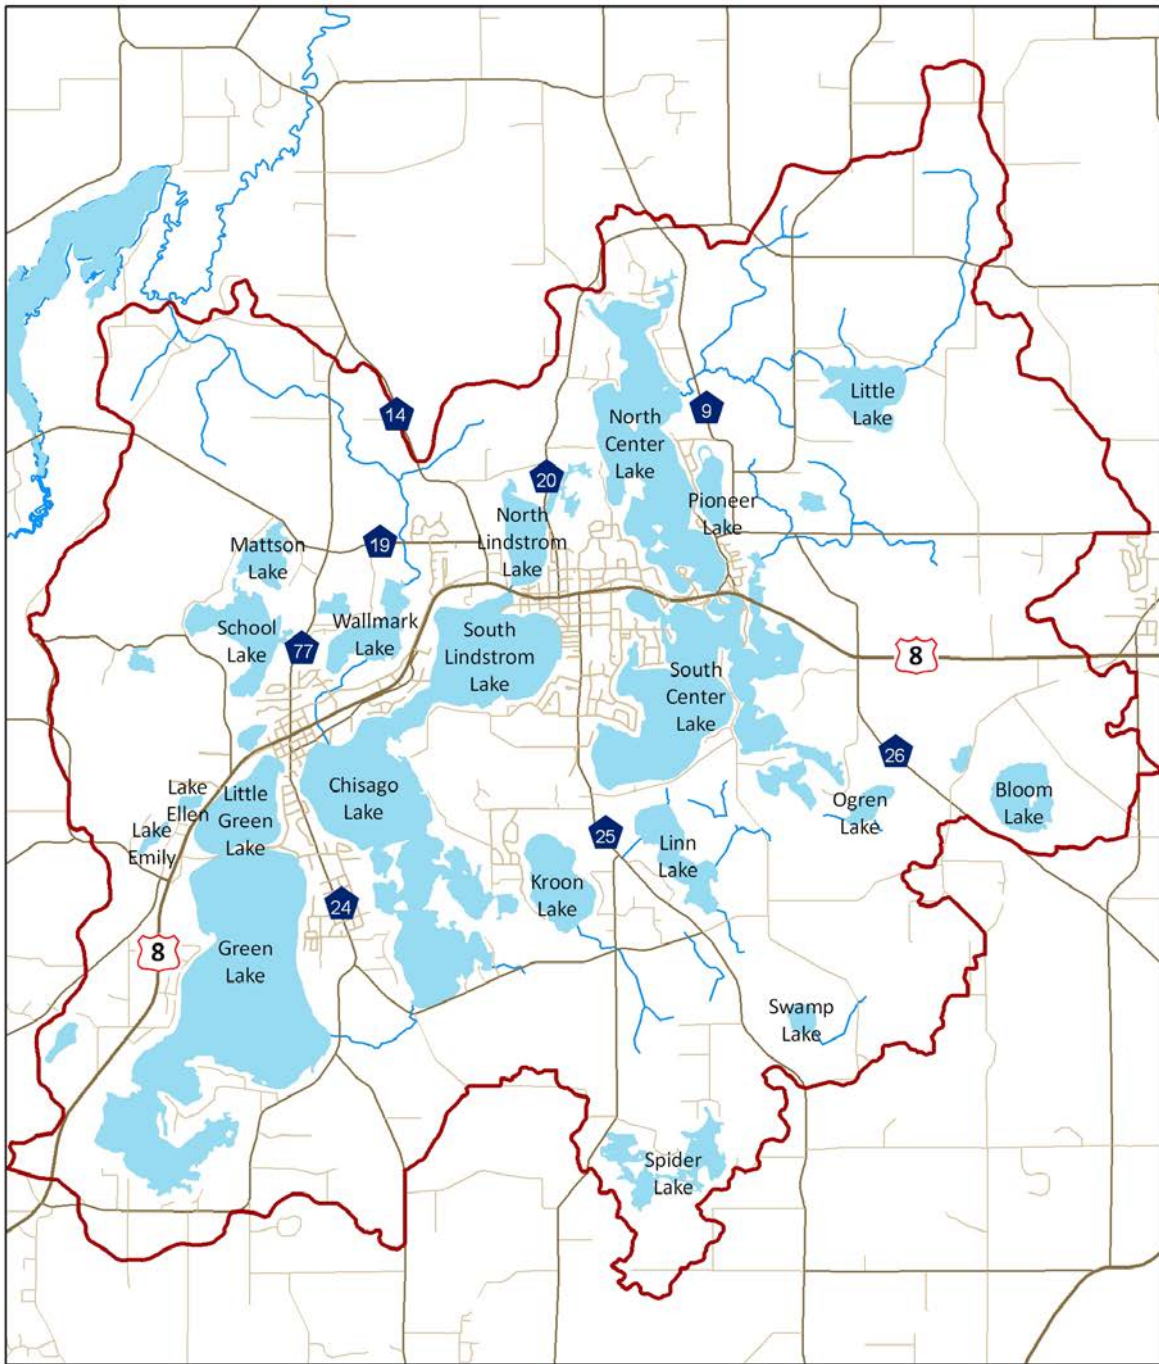 14
9
Little
Lake
North
Center
Lake
20
Pioneer
Lake
North
Lindstrom
Lake
19
Mattson
Lake
School
Lake
77
Wallmark
Lake
South
Lindstrom
Lake
South
Center
Lake
8
26
Lake
Ellen
Little
Green
Lake
Chisago
Lake
Lake
Emily
25
Linn
Lake
Ogren
Lake
Bloom
Lake
Kroon
Lake
24
Green
Lake
8
Swamp
Lake
Spider
Lake